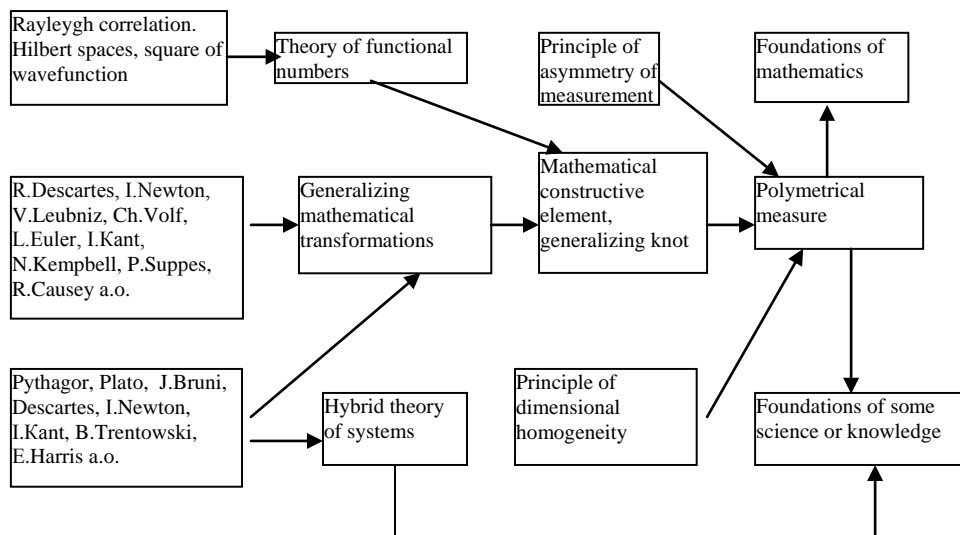 Rayleygh correlation.
Hilbert spaces, square of
wavefunction
Theory of functional
numbers
Principle of
asymmetry of
measurement
Foundations of
mathematics
R.Descartes, I.Newton,
V.Leubniz, Ch.Volf,
L.Euler, I.Kant,
N.Kempbell, P.Suppes,
R.Causey a.o.
Generalizing
mathematical
transformations
Mathematical
constructive
element,
generalizing knot
Polymetrical
measure
Pythagor, Plato, J.Bruni,
Descartes, I.Newton,
I.Kant, B.Trentowski,
E.Harris a.o.
Hybrid theory
of systems
Principle of
dimensional
homogeneity
Foundations of some
science or knowledge